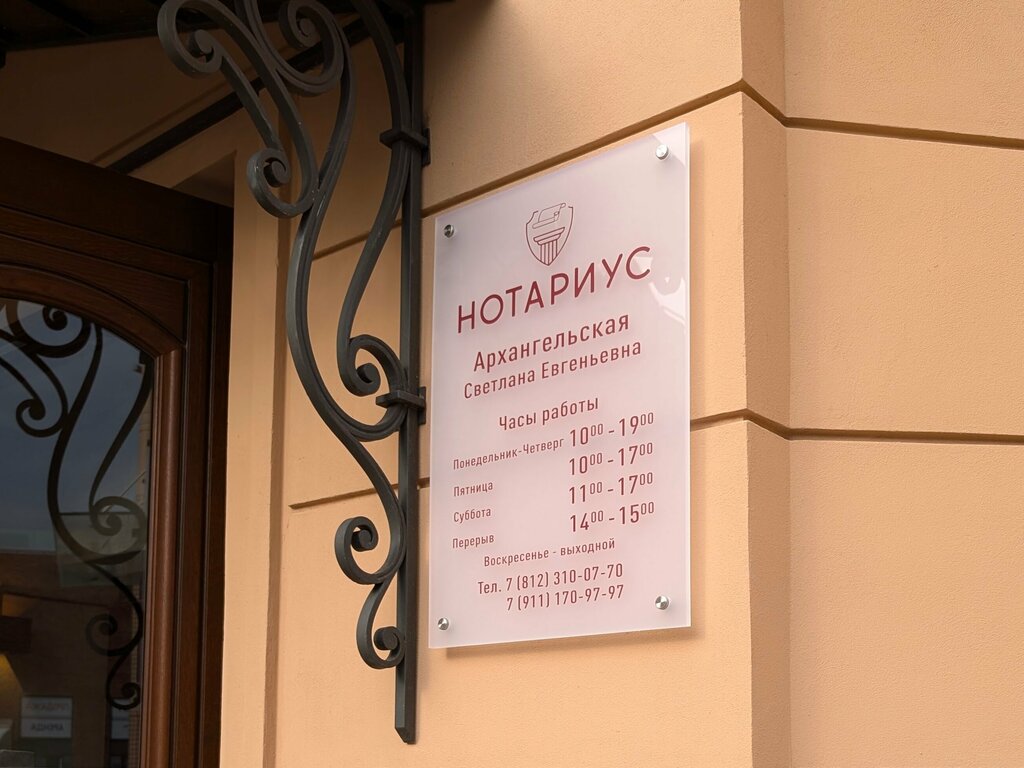 НОТАРИУС
Архангельская
Светлана Евгеньевна
Часы работы
Понедельник-Четверг 10⁰⁰ - 19⁰⁰
Пятница 10⁰⁰ - 17⁰⁰
Суббота 11⁰⁰ - 17⁰⁰
Перерыв 14⁰⁰ - 15⁰⁰
Воскресенье - выходной
Тел. 7 (812) 310-07-70
7 (911) 170-97-97